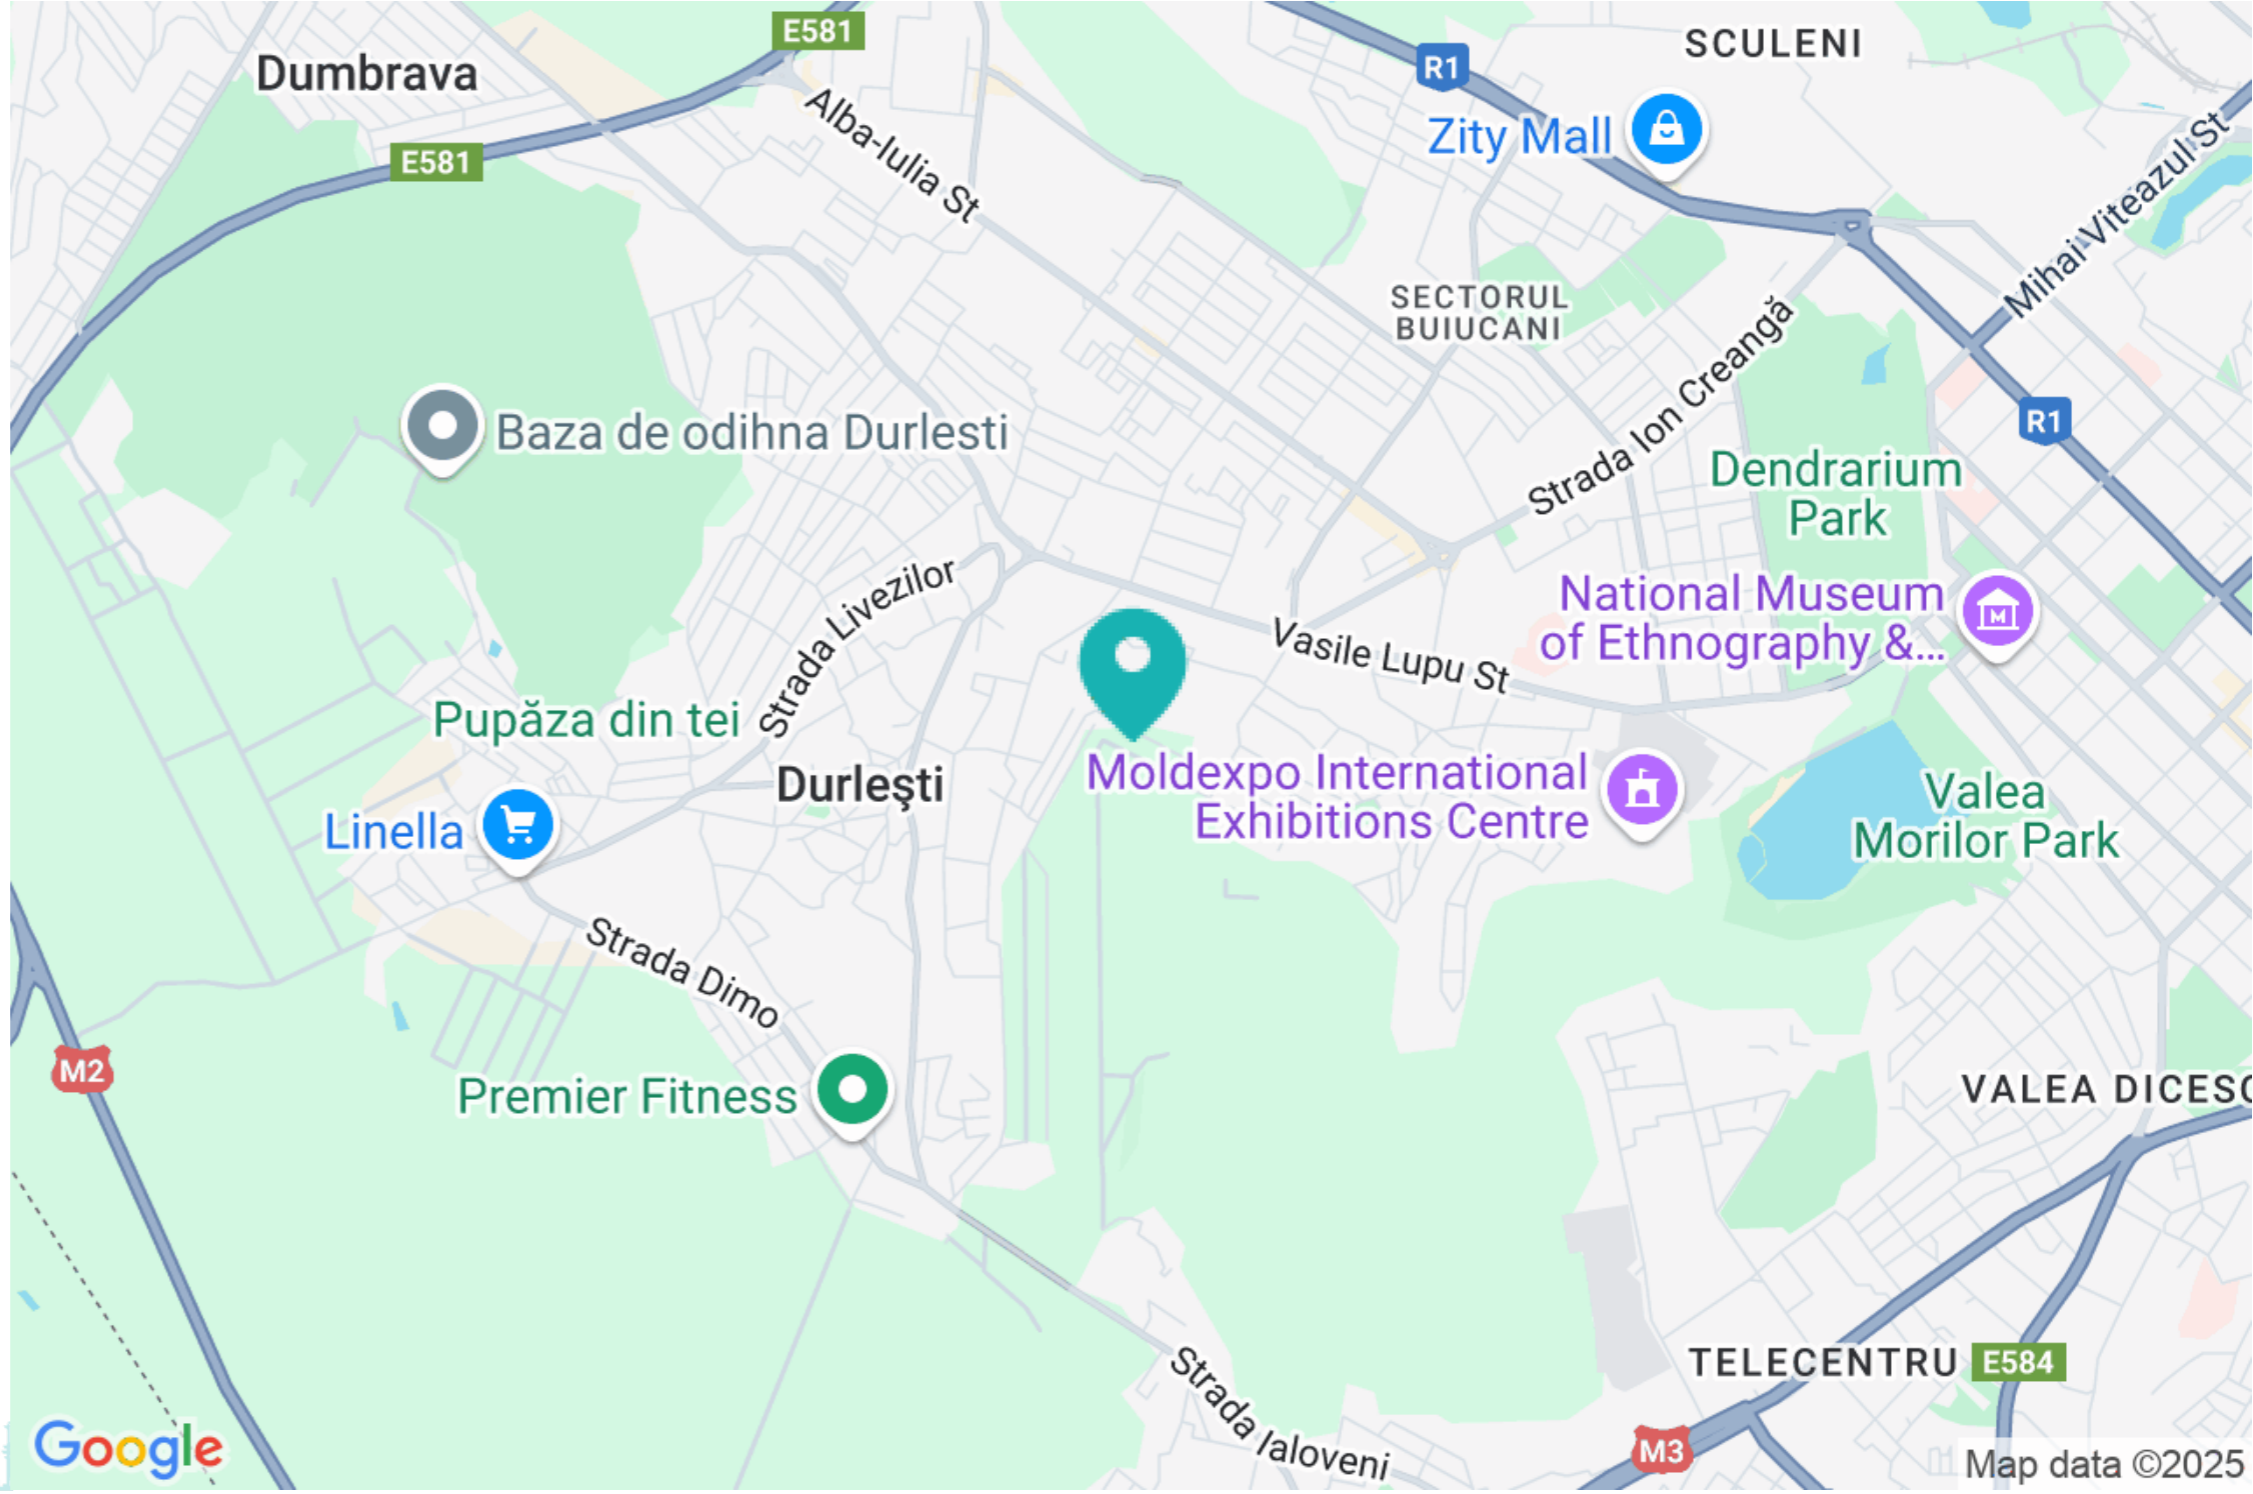 E581
SCULENI
Dumbrava
R1
Zity Mall
Alba-Iulia St
E581
Mihai Viteazul St
SECTORUL
BUIUCANI
Strada Ion Creangă
R1
Baza de odihna Durlesti
Dendrarium
Park
Strada Livezilor
National Museum
of Ethnography &...
Vasile Lupu St
Pupăza din tei
Durleşti
Moldexpo International
Exhibitions Centre
Valea
Morilor Park
Linella
Strada Dimo
M2
Premier Fitness
VALEA DICESC
TELECENTRU
E584
Strada Ialoveni
M3
Google
Map data ©2025